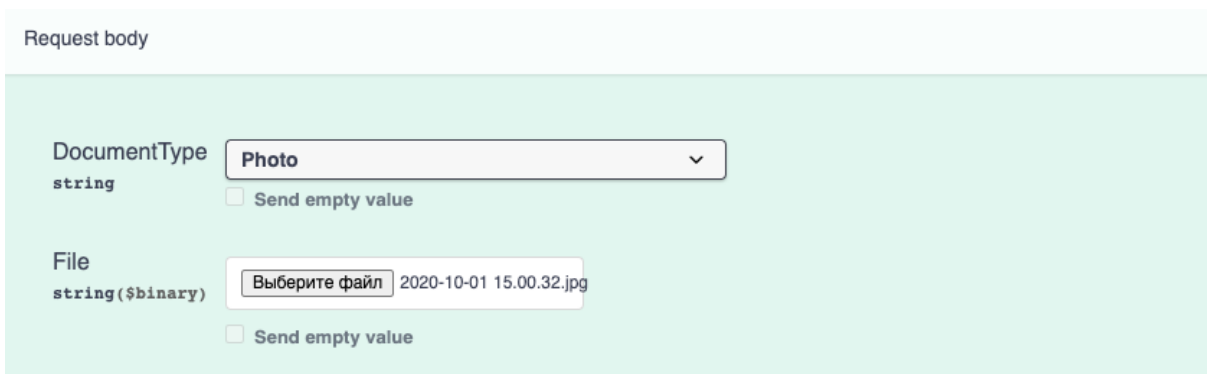 Request body
DocumentType
Photo
string
Send empty value
File
Выберите файл 2020-10-01 15.00.32.jpg
string($binary)
Send empty value